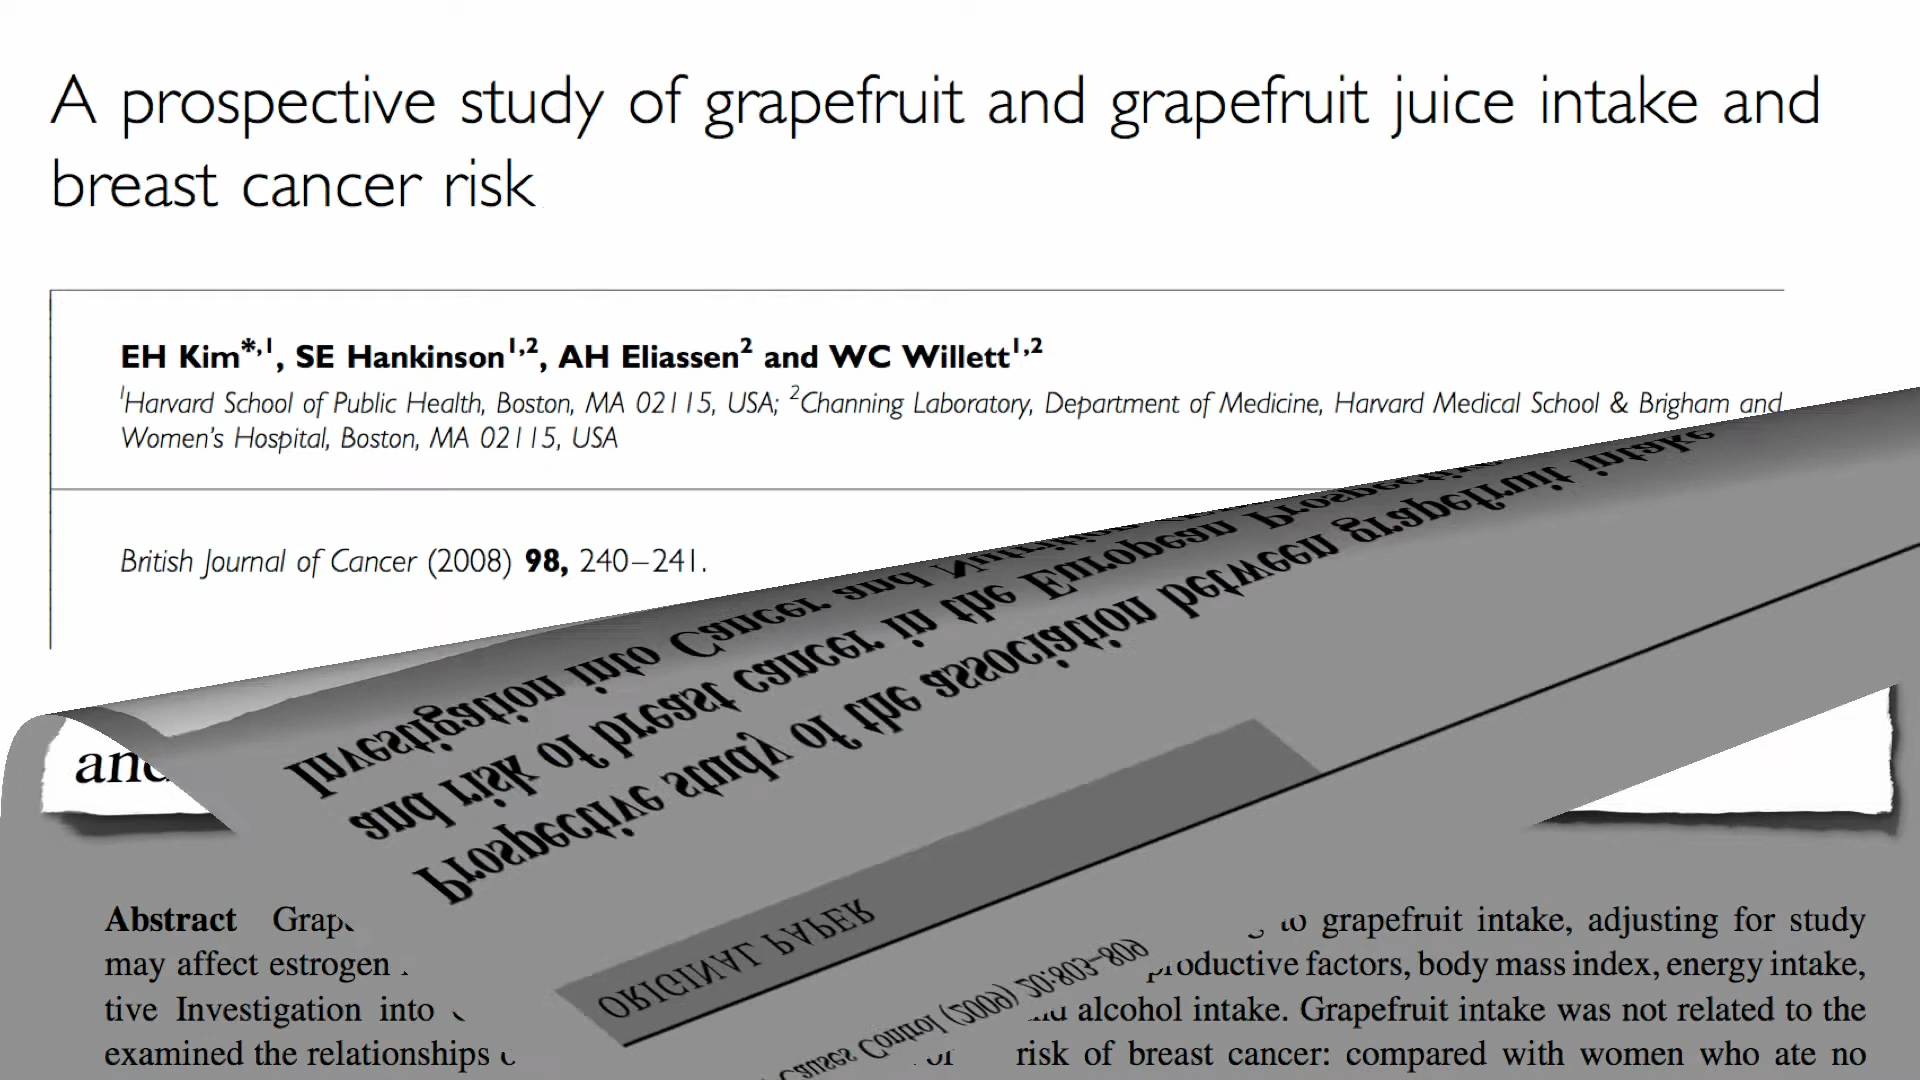 A prospective study of grapefruit and grapefruit juice intake and
breast cancer risk
EH Kim*,1, SE Hankinson1,2, AH Eliassen2 and WC Willett1,2
1Harvard School of Public Health, Boston, MA 02115, USA; 2Channing Laboratory, Department of Medicine, Harvard Medical School & Brigham and
Women's Hospital, Boston, MA 02115, USA
British Journal of Cancer (2008) 98, 240–241.
Causes Control (2009) 20:803–809
ORIGINAL PAPER
Prospective study of the association between grapefruit intake
and risk of breast cancer in the European Prospective
Investigation into Cancer and Nutrition
and
Abstract
may affect estrogen
tive Investigation into
examined the relationships
to grapefruit intake, adjusting for study
productive factors, body mass index, energy intake,
alcohol intake. Grapefruit intake was not related to the
risk of breast cancer: compared with women who ate no